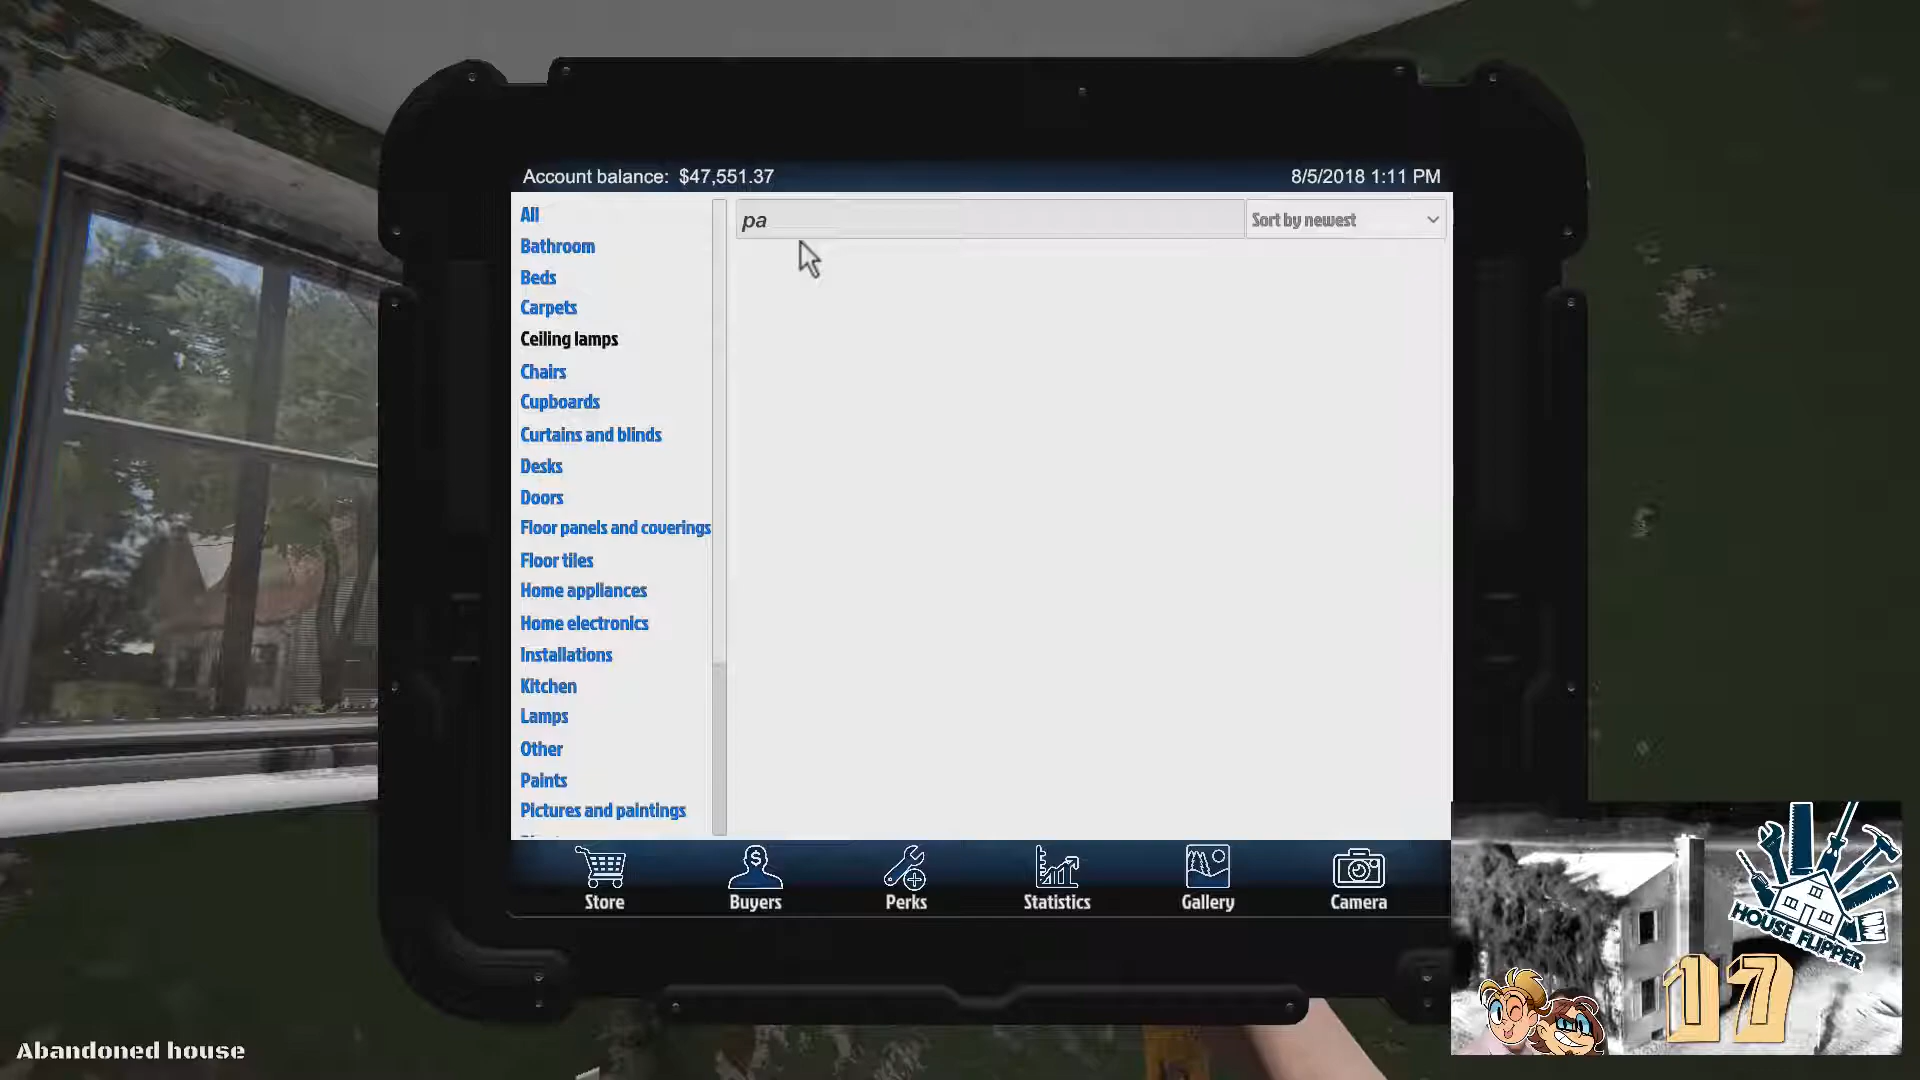 Account balance: $47,551.37
8/5/2018 1:11 PM
All
Bathroom
Beds
Carpets
Ceiling lamps
Chairs
Cupboards
Curtains and blinds
Desks
Doors
Floor panels and coverings
Floor tiles
Home appliances
Home electronics
Installations
Kitchen
Lamps
Other
Paints
Pictures and paintings
pa
Sort by newest
Store
Buyers
Perks
Statistics
Gallery
Camera
Abandoned house
HOUSE FLIPPER
17